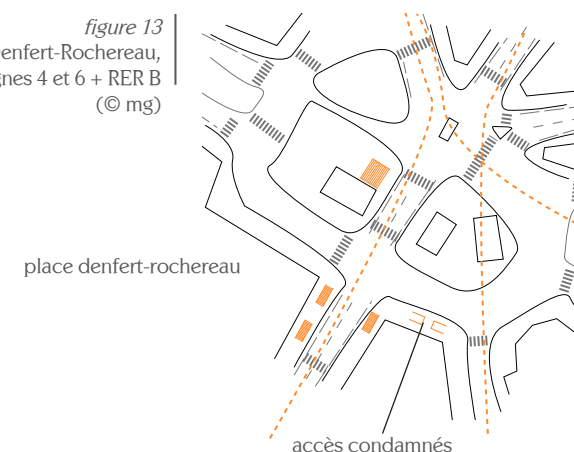 figure 13
enfert-Rochereau,
gnes 4 et 6 + RER B
(© mg)
place denfert-rochereau
accès condamnés